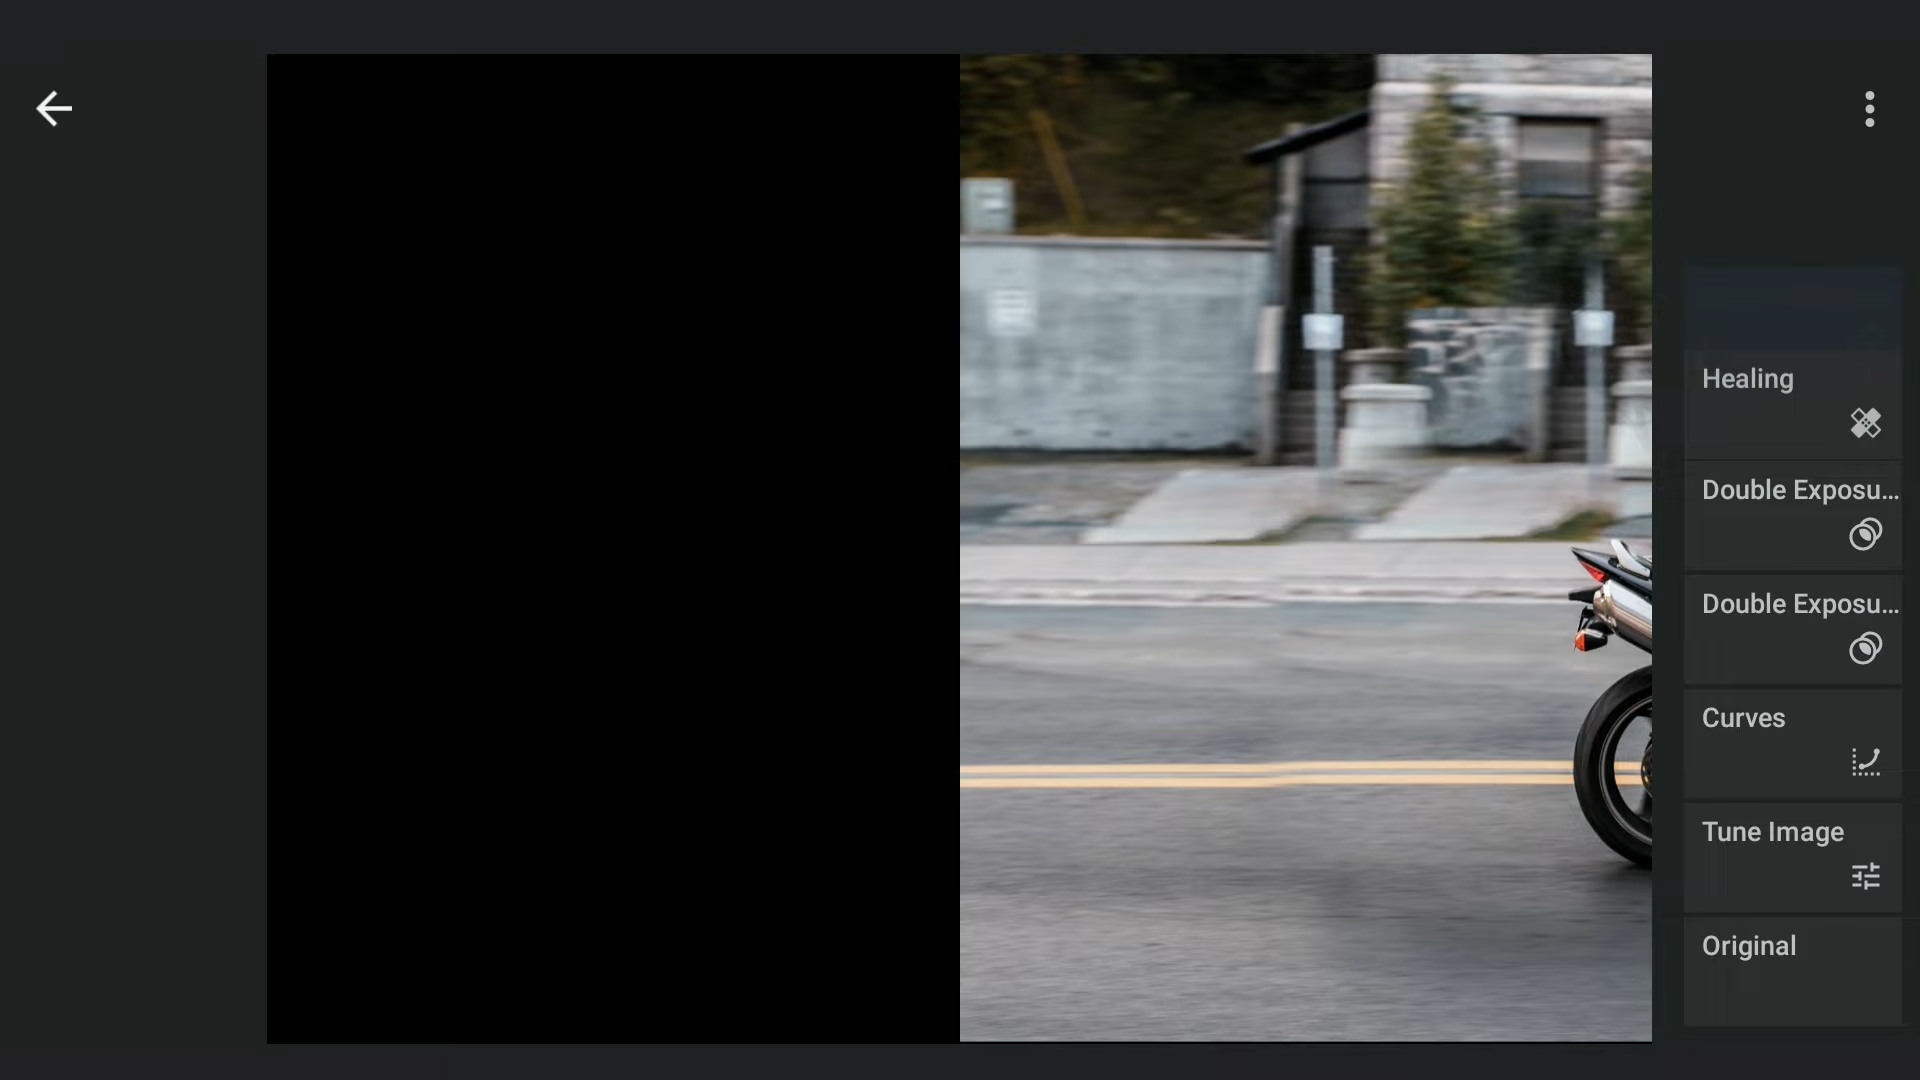 Healing
Double Exposu...
Double Exposu...
Curves
Tune Image
Original